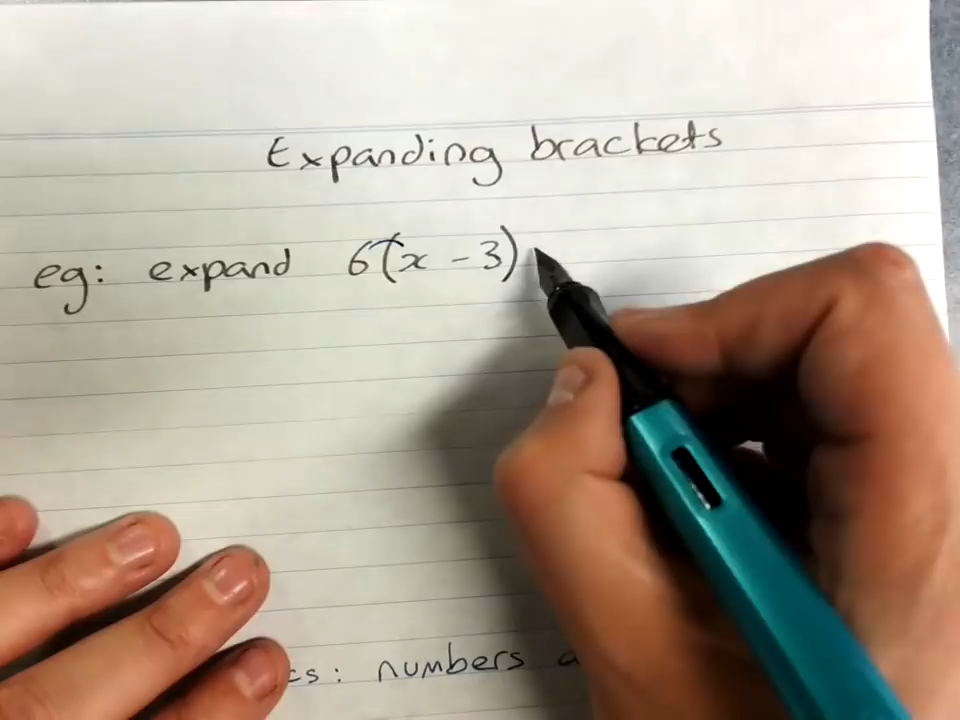 Expanding brackets
eg: expand 6(x - 3)
numbers